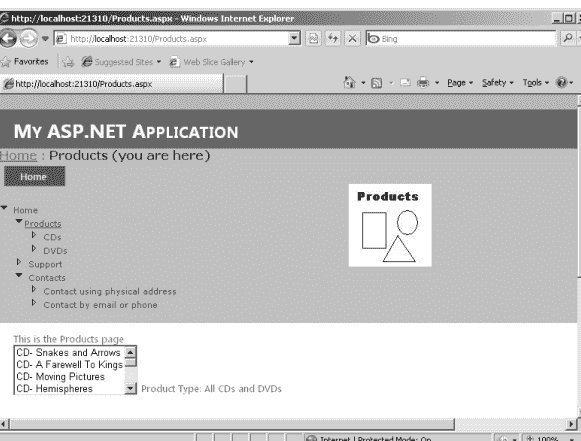 http://localhost:21310/Products.aspx - Windows Internet Explorer
http://localhost:21310/Products.aspx
Bing
Favorites
Suggested Sites
Web Slice Gallery
http://localhost:21310/Products.aspx
Page
Safety
Tools
MY ASP.NET APPLICATION
Home : Products (you are here)
Home
Products
Home
Products
CDs
DVDs
Support
Contacts
Contact using physical address
Contact by email or phone
This is the Products page
CD- Snakes and Arrows
CD- A Farewell To Kings
CD- Moving Pictures
CD- Hemispheres
Product Type: All CDs and DVDs
Internet | Protected Mode: On
100%